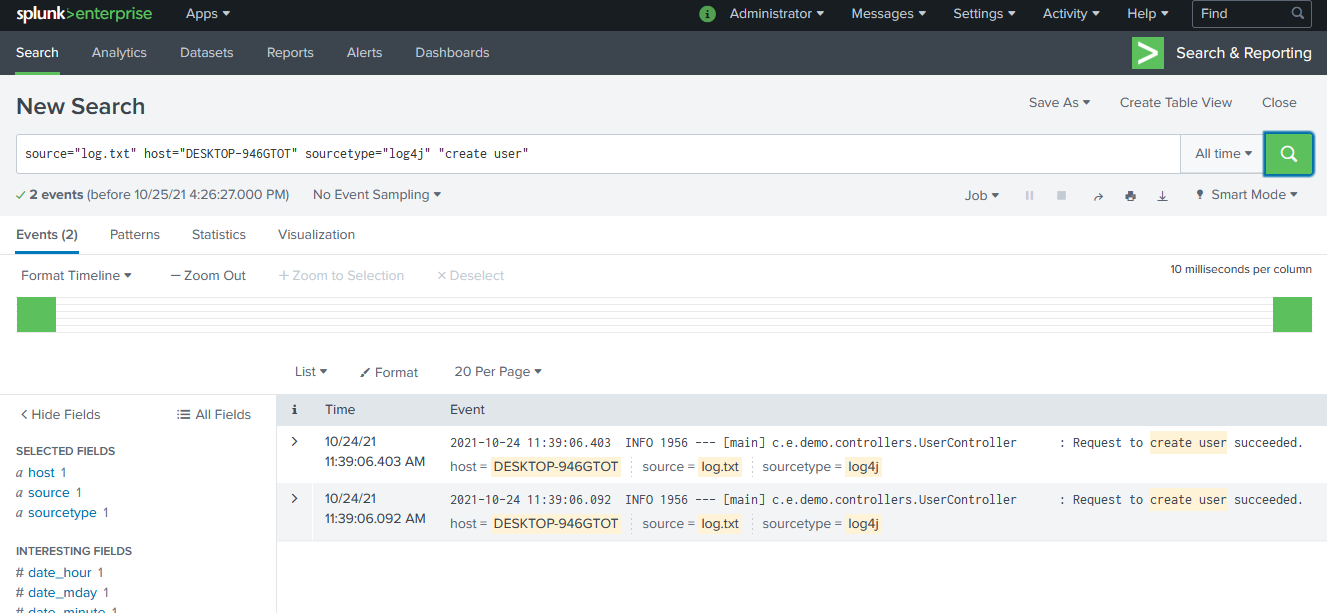 splunk>enterprise Apps Administrator Messages Settings Activity Help Find
Search Analytics Datasets Reports Alerts Dashboards Search & Reporting
New Search Save As Create Table View Close
source="log.txt" host="DESKTOP-946GTOT" sourcetype="log4j" "create user" All time
2 events (before 10/25/21 4:26:27.000 PM) No Event Sampling Job Smart Mode
Events (2) Patterns Statistics Visualization
Format Timeline — Zoom Out + Zoom to Selection × Deselect 10 milliseconds per column
List Format 20 Per Page
< Hide Fields All Fields
SELECTED FIELDS
a host 1
a source 1
a sourcetype 1
INTERESTING FIELDS
# date_hour 1
# date_mday 1
# date_minute 1
i Time Event
10/24/21
11:39:06.403 AM
2021-10-24 11:39:06.403 INFO 1956 --- [main] c.e.demo.controllers.UserController : Request to create user succeeded.
host = DESKTOP-946GTOT source = log.txt sourcetype = log4j
10/24/21
11:39:06.092 AM
2021-10-24 11:39:06.092 INFO 1956 --- [main] c.e.demo.controllers.UserController : Request to create user succeeded.
host = DESKTOP-946GTOT source = log.txt sourcetype = log4j